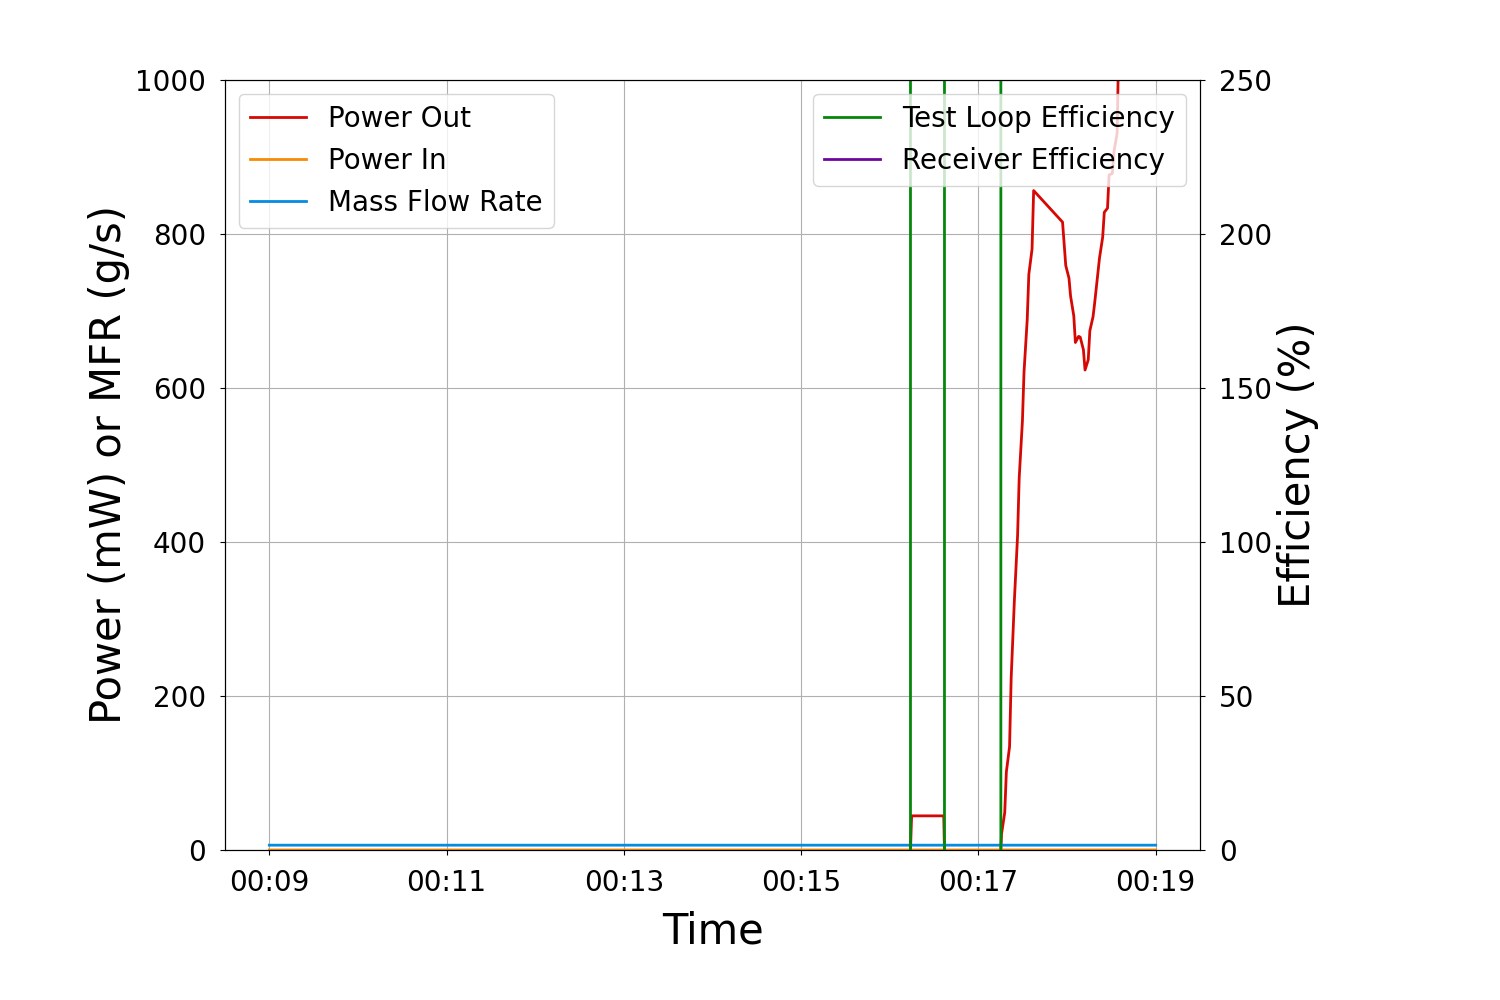 Power Out
Power In
Mass Flow Rate
Test Loop Efficiency
Receiver Efficiency
Power (mW) or MFR (g/s)
1000
800
600
400
200
0
250
200
150
100
50
0
Efficiency (%)
00:09 00:11 00:13 00:15 00:17 00:19
Time